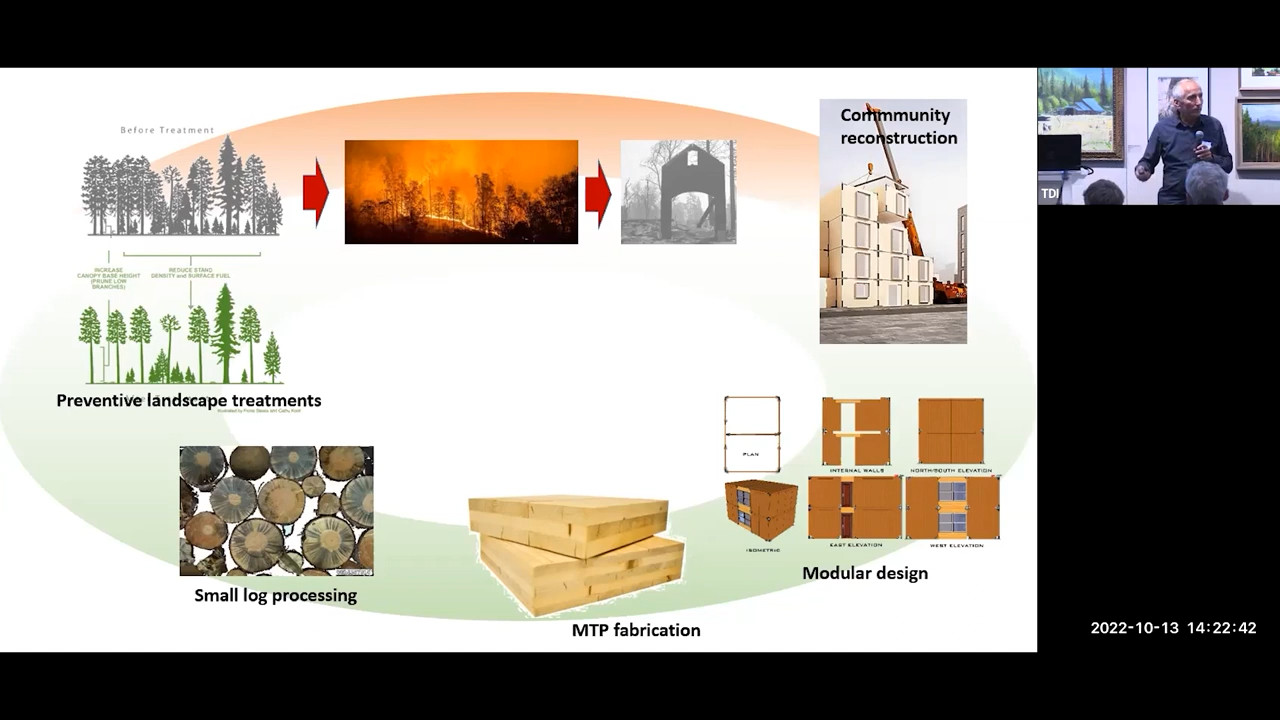 Before Treatment
INCREASE
CANOPY BASE HEIGHT
(PRUNE LOW
BRANCHES)
REDUCE STAND
DENSITY and SURFACE FUEL
Preventive landscape treatments
Small log processing
MTP fabrication
Commmunity
reconstruction
PLAN
INTERNAL WALLS
NORTH/SOUTH ELEVATION
ISOMETRIC
EAST ELEVATION
WEST ELEVATION
Modular design
TDI
2022-10-13 14:22:42